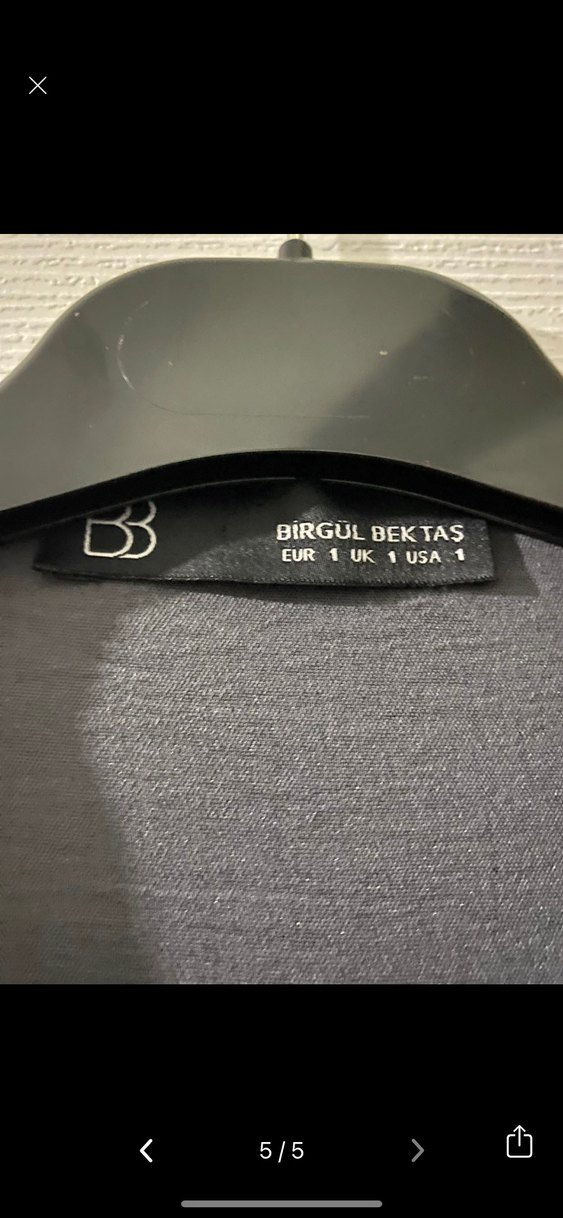 BB
BİRGÜL BEKTAŞ
EUR 1 UK 1 USA 1
5/5